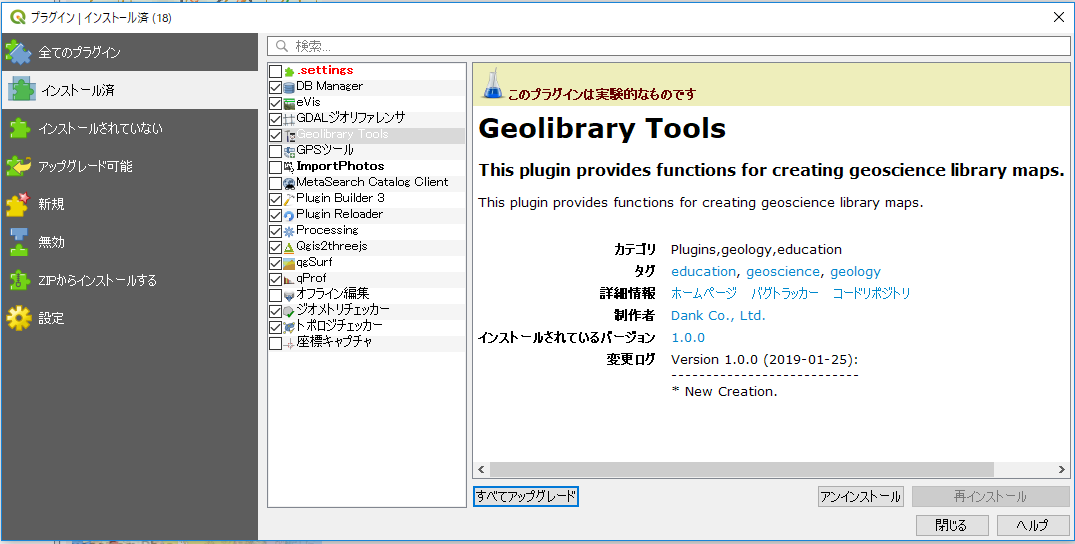 プラグイン | インストール済 (18)
全てのプラグイン
インストール済
インストールされていない
アップグレード可能
新規
無効
ZIPからインストールする
設定
検索...
.settings
DB Manager
eVis
GDALジオリファレンサ
Geolibrary Tools
GPSツール
ImportPhotos
MetaSearch Catalog Client
Plugin Builder 3
Plugin Reloader
Processing
Qgis2threejs
qgSurf
qProf
オフライン編集
ジオメトリチェッカー
トポロジチェッカー
座標キャプチャ
このプラグインは実験的なものです
Geolibrary Tools
This plugin provides functions for creating geoscience library maps.
This plugin provides functions for creating geoscience library maps.
カテゴリ Plugins,geology,education
タグ education, geoscience, geology
詳細情報 ホームページ バグトラッカー コードリポジトリ
制作者 Dank Co., Ltd.
インストールされているバージョン 1.0.0
変更ログ Version 1.0.0 (2019-01-25):
---------------------------
* New Creation.
すべてアップグレード アンインストール 再インストール
閉じる ヘルプ